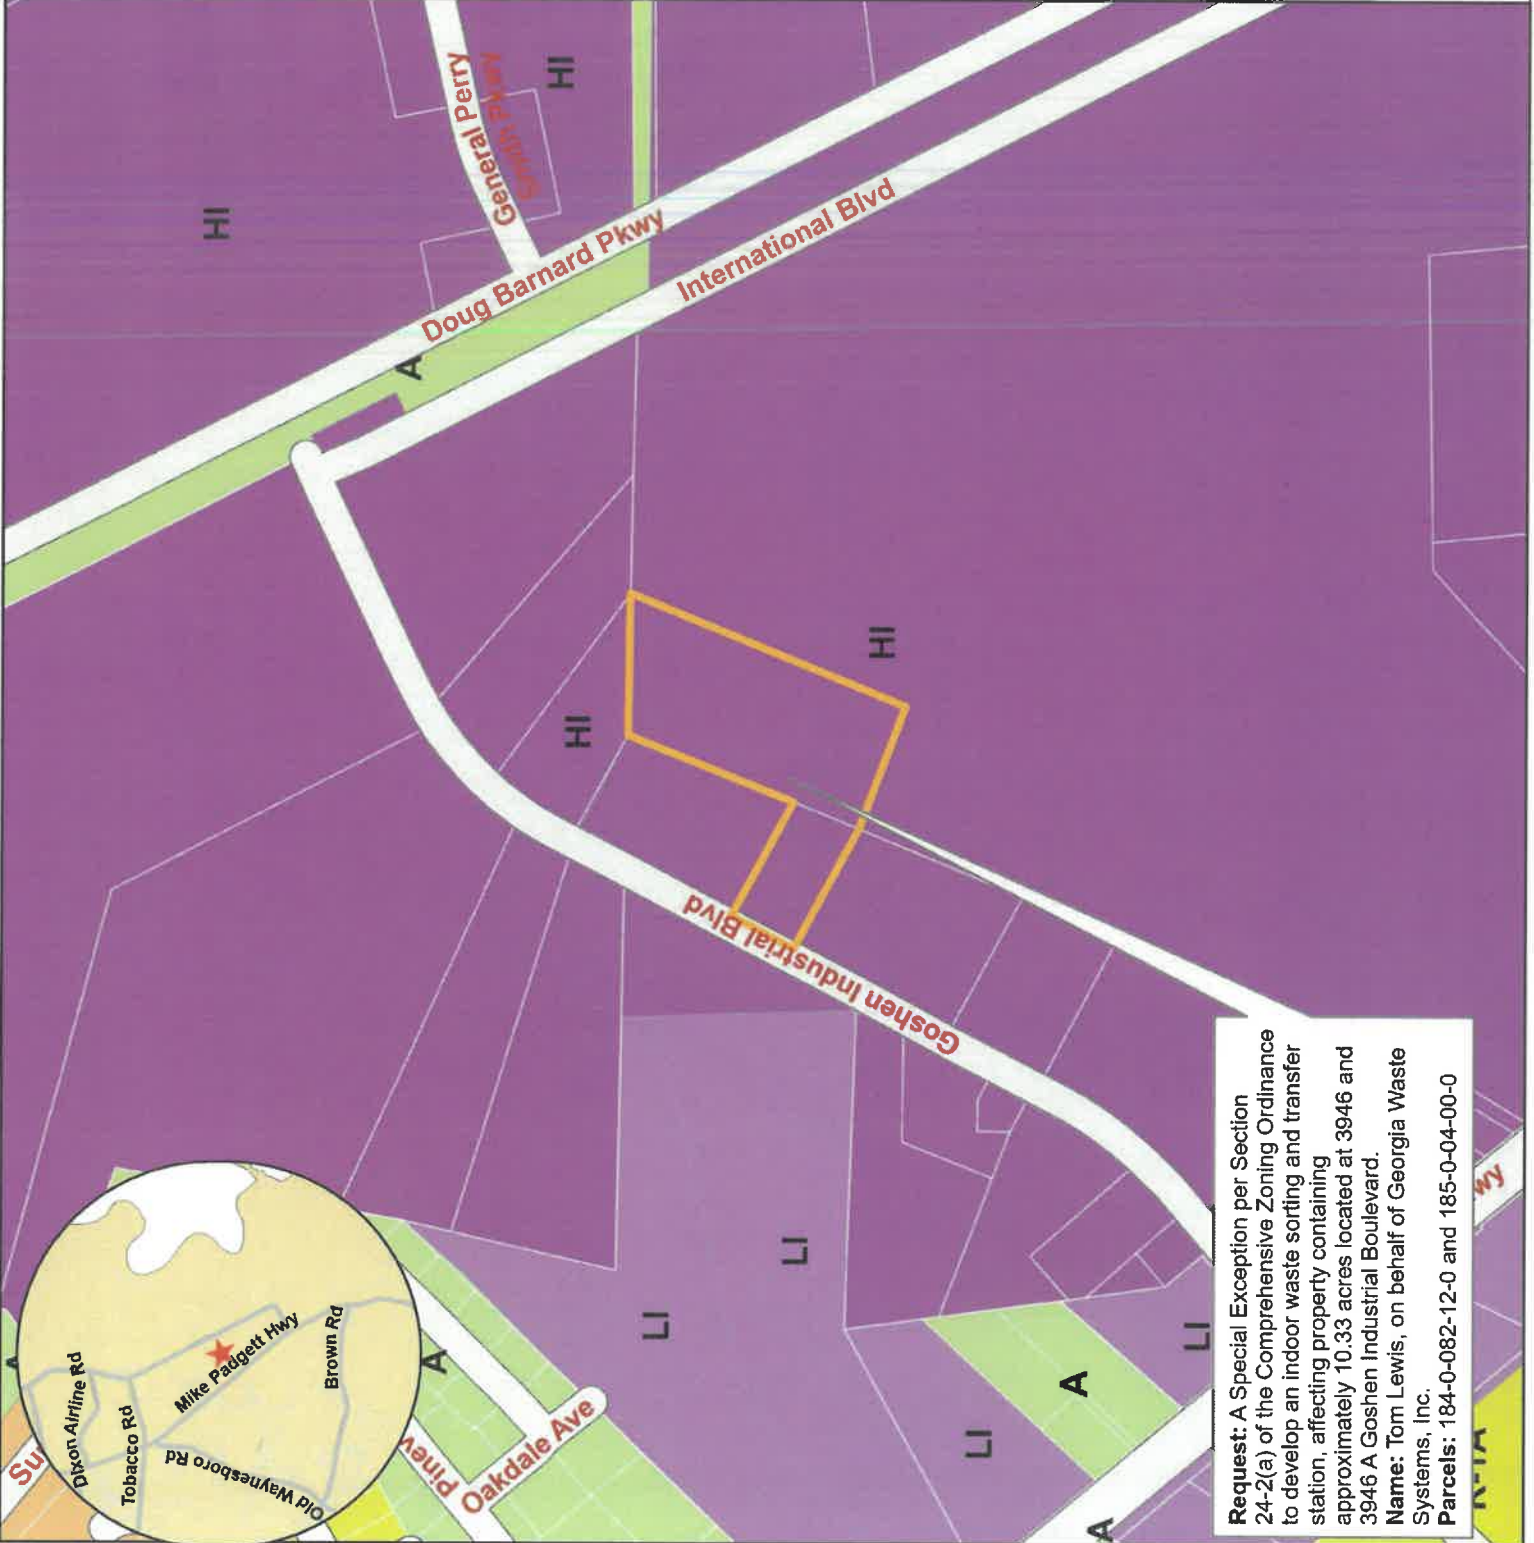 HI
General Perry
Smith Pkwy
HI
Doug Barnard Pkwy
International Blvd
A
HI
HI
Goshen Industrial Blvd
LI
LI
LI
LI
A
A
A
Oakdale Ave
Pinev
Su
wy
R-1A
Dixon Airline Rd
Tobacco Rd
Mike Padgett Hwy
Brown Rd
Old Waynesboro Rd
Request: A Special Exception per Section
24-2(a) of the Comprehensive Zoning Ordinance
to develop an indoor waste sorting and transfer
station, affecting property containing
approximately 10.33 acres located at 3946 and
3946 A Goshen Industrial Boulevard.
Name: Tom Lewis, on behalf of Georgia Waste
Systems, Inc.
Parcels: 184-0-082-12-0 and 185-0-04-00-0